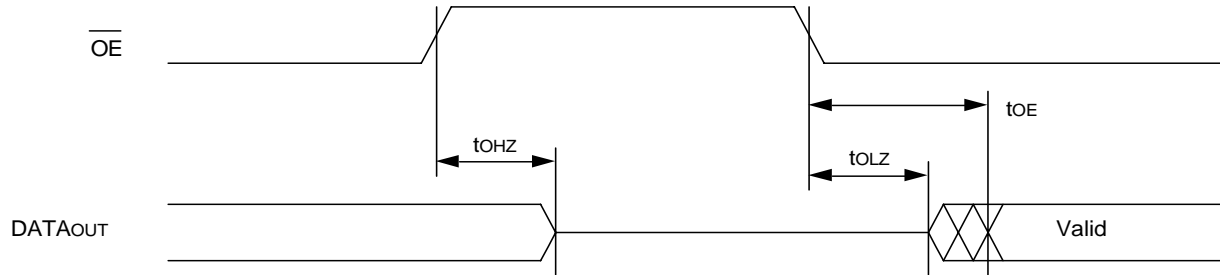 OE
tOE
tOHZ
tOLZ
DATAOUT
Valid